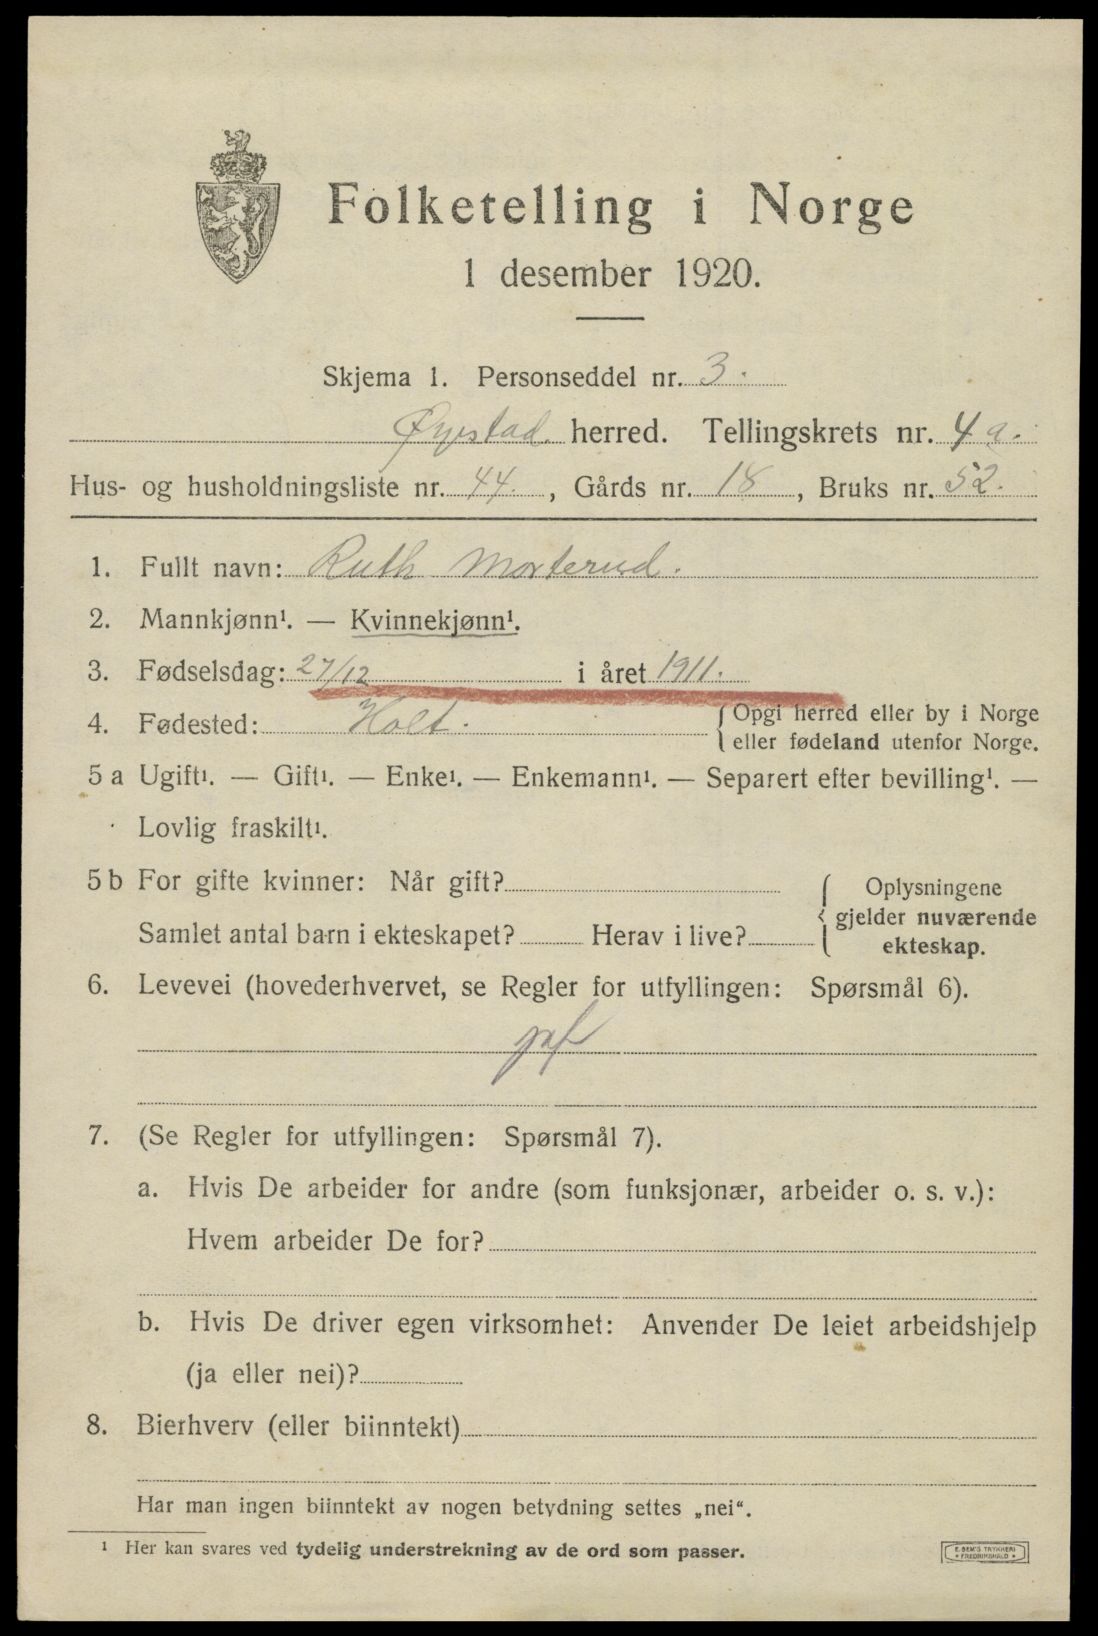 Folketelling i Norge
1 desember 1920.
Skjema 1. Personseddel nr. 3.
Øyestad herred. Tellingskrets nr. 4 a.
Hus- og husholdningsliste nr. 44., Gårds nr. 18, Bruks nr. 52.
1. Fullt navn: Ruth Morterud.
2. Mannkjønn¹. — Kvinnekjønn¹.
3. Fødselsdag: 27/12 i året 1911.
4. Fødested: Holt. { Opgi herred eller by i Norge
eller fødeland utenfor Norge.
5 a Ugift¹. — Gift¹. — Enke¹. — Enkemann¹. — Separert efter bevilling¹. —
Lovlig fraskilt¹.
5 b For gifte kvinner: Når gift?
Samlet antal barn i ekteskapet? Herav i live?
{ Oplysningene
gjelder nuværende
ekteskap.
6. Levevei (hovederhvervet, se Regler for utfyllingen: Spørsmål 6).
7. (Se Regler for utfyllingen: Spørsmål 7).
a. Hvis De arbeider for andre (som funksjonær, arbeider o. s. v.):
Hvem arbeider De for?
b. Hvis De driver egen virksomhet: Anvender De leiet arbeidshjelp
(ja eller nei)?
8. Bierhverv (eller biinntekt)
Har man ingen biinntekt av nogen betydning settes „nei“.
¹ Her kan svares ved tydelig understrekning av de ord som passer.
E. SEM'S TRYKKERI
• FREDRIKSHALD •